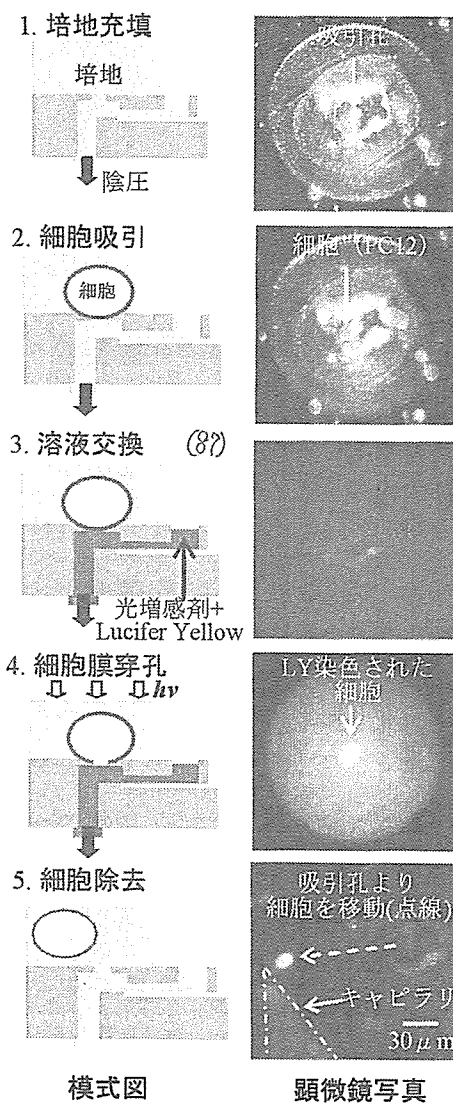 1. 培地充填
培地
陰圧
吸引孔
2. 細胞吸引
細胞
細胞 (PC12)
3. 溶液交換 (87)
光増感剤+
Lucifer Yellow
4. 細胞膜穿孔
hν
LY染色された
細胞
5. 細胞除去
吸引孔より
細胞を移動(点線)
キャピラリ
30μm
模式図
顕微鏡写真